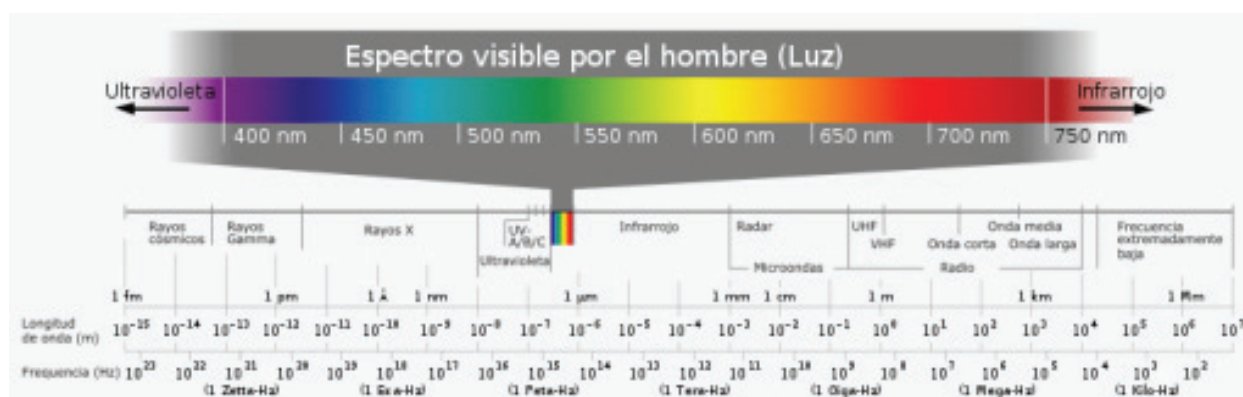 Espectro visible por el hombre (Luz)
Ultravioleta
Infrarrojo
400 nm 450 nm 500 nm 550 nm 600 nm 650 nm 700 nm 750 nm
Rayos cósmicos
Rayos Gamma
Rayos X
UV-A/B/C
Ultravioleta
Infrarrojo
Radar
Microondas
UHF
VHF
Onda corta
Onda media
Onda larga
Radio
Frecuencia extremadamente baja
1 fm 1 pm 1 Å 1 nm 1 µm 1 mm 1 cm 1 m 1 km 1 Mm
Longitud de onda (m) 10⁻¹⁵ 10⁻¹⁴ 10⁻¹³ 10⁻¹² 10⁻¹¹ 10⁻¹⁰ 10⁻⁹ 10⁻⁸ 10⁻⁷ 10⁻⁶ 10⁻⁵ 10⁻⁴ 10⁻³ 10⁻² 10⁻¹ 10⁰ 10¹ 10² 10³ 10⁴ 10⁵ 10⁶ 10⁷
Frequencia (Hz) 10²³ 10²² 10²¹ 10²⁰ 10¹⁹ 10¹⁸ 10¹⁷ 10¹⁶ 10¹⁵ 10¹⁴ 10¹³ 10¹² 10¹¹ 10¹⁰ 10⁹ 10⁸ 10⁷ 10⁶ 10⁵ 10⁴ 10³ 10²
(1 Zetta-Hz) (1 Exa-Hz) (1 Peta-Hz) (1 Tera-Hz) (1 Giga-Hz) (1 Mega-Hz) (1 Kilo-Hz)